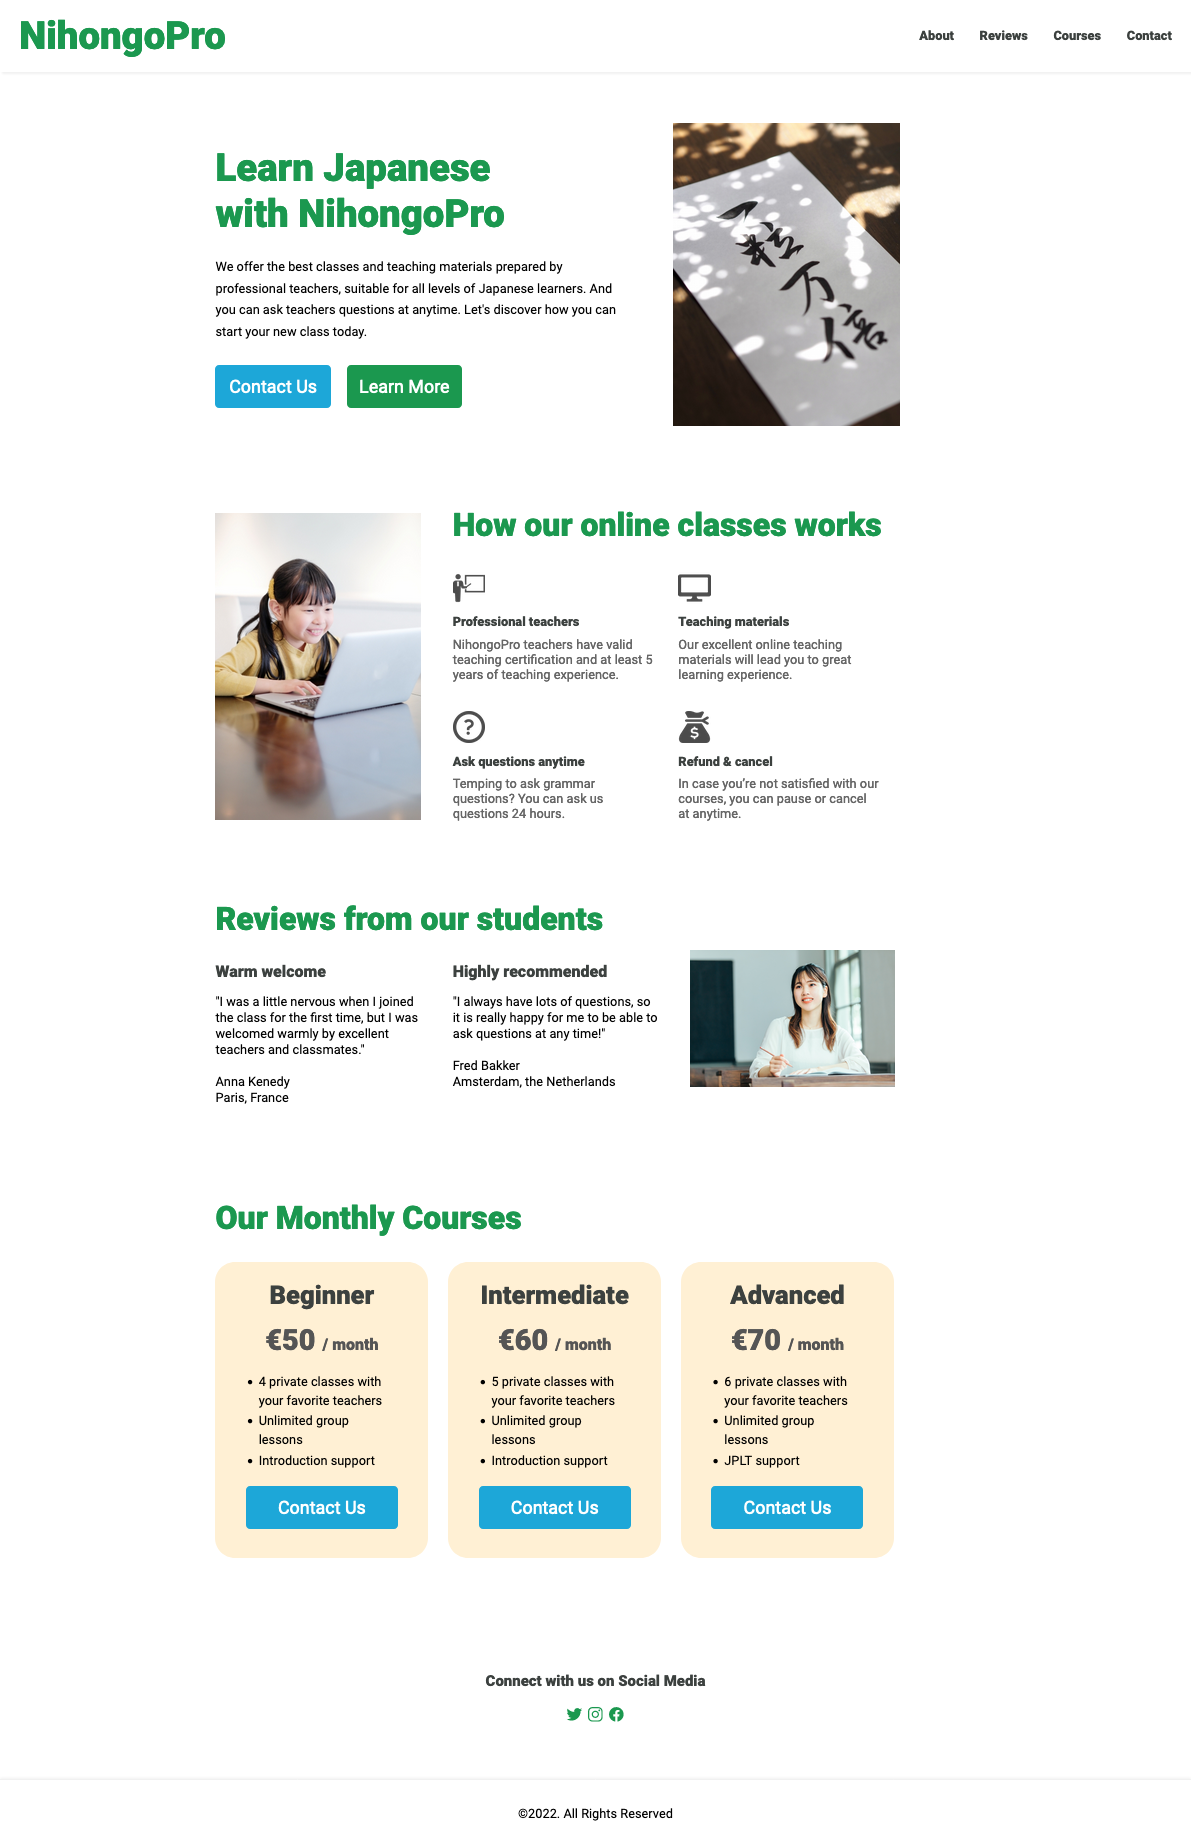 NihongoPro
About Reviews Courses Contact
Learn Japanese
with NihongoPro
We offer the best classes and teaching materials prepared by
professional teachers, suitable for all levels of Japanese learners. And
you can ask teachers questions at anytime. Let's discover how you can
start your new class today.
Contact Us Learn More
一粒万倍
How our online classes works
Professional teachers
NihongoPro teachers have valid
teaching certification and at least 5
years of teaching experience.
Teaching materials
Our excellent online teaching
materials will lead you to great
learning experience.
Ask questions anytime
Temping to ask grammar
questions? You can ask us
questions 24 hours.
Refund & cancel
In case you’re not satisfied with our
courses, you can pause or cancel
at anytime.
Reviews from our students
Warm welcome
"I was a little nervous when I joined
the class for the first time, but I was
welcomed warmly by excellent
teachers and classmates."
Anna Kenedy
Paris, France
Highly recommended
"I always have lots of questions, so
it is really happy for me to be able to
ask questions at any time!"
Fred Bakker
Amsterdam, the Netherlands
Our Monthly Courses
Beginner
€50 / month
• 4 private classes with
your favorite teachers
• Unlimited group
lessons
• Introduction support
Contact Us
Intermediate
€60 / month
• 5 private classes with
your favorite teachers
• Unlimited group
lessons
• Introduction support
Contact Us
Advanced
€70 / month
• 6 private classes with
your favorite teachers
• Unlimited group
lessons
• JPLT support
Contact Us
Connect with us on Social Media
©2022. All Rights Reserved